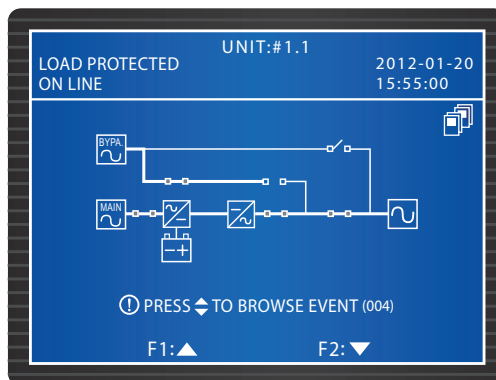 UNIT:#1.1
LOAD PROTECTED
ON LINE
2012-01-20
15:55:00
BYPA.
MAIN
PRESS TO BROWSE EVENT (004)
F1:
F2: